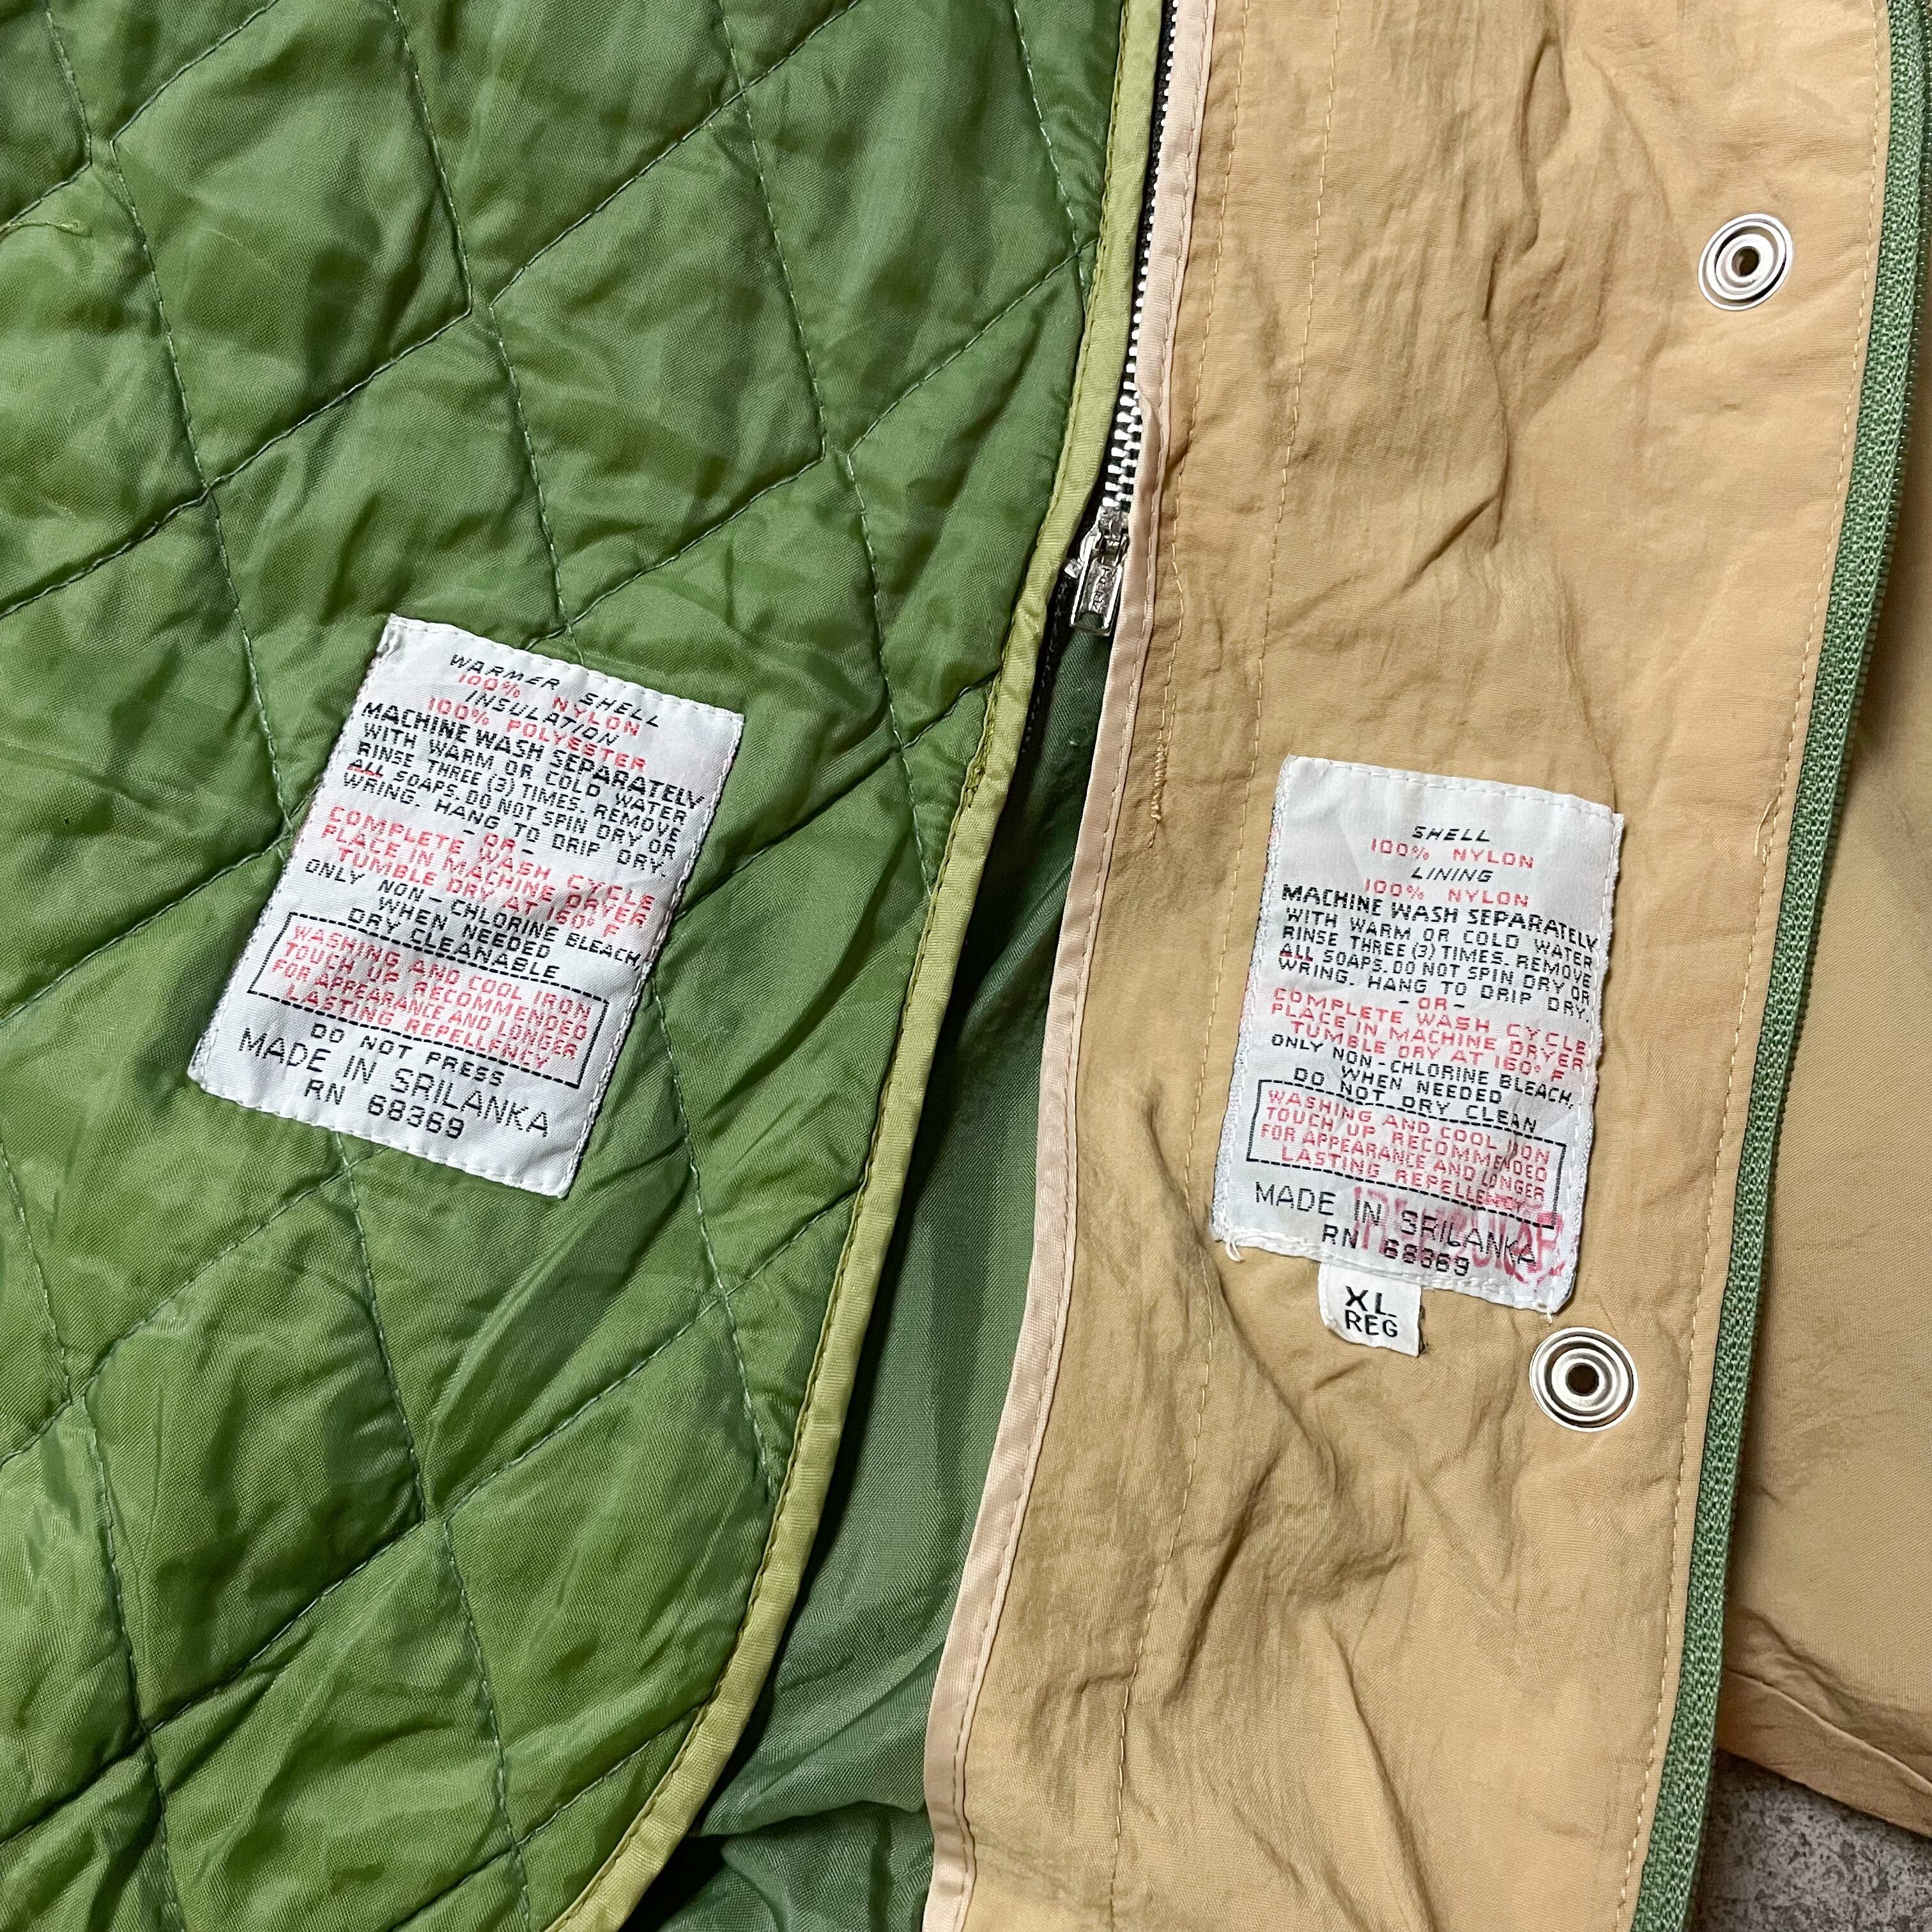 WARMER SHELL
100% NYLON
INSULATION
100% POLYESTER
MACHINE WASH SEPARATELY
WITH WARM OR COLD WATER
RINSE THREE (3) TIMES. REMOVE
ALL SOAPS. DO NOT SPIN DRY OR
WRING. HANG TO DRIP DRY.
-OR-
COMPLETE WASH CYCLE
PLACE IN MACHINE DRYER
TUMBLE DRY AT 160° F
ONLY NON-CHLORINE BLEACH,
WHEN NEEDED
DRY CLEANABLE
WASHING AND COOL IRON
TOUCH UP RECOMMENDED
FOR APPEARANCE AND LONGER
LASTING REPELLENCY
DO NOT PRESS
MADE IN SRILANKA
RN 68369
SHELL
100% NYLON
LINING
100% NYLON
MACHINE WASH SEPARATELY
WITH WARM OR COLD WATER
RINSE THREE (3) TIMES. REMOVE
ALL SOAPS. DO NOT SPIN DRY OR
WRING. HANG TO DRIP DRY.
-OR-
COMPLETE WASH CYCLE
PLACE IN MACHINE DRYER
TUMBLE DRY AT 160° F
ONLY NON-CHLORINE BLEACH,
WHEN NEEDED
DO NOT DRY CLEAN
WASHING AND COOL IRON
TOUCH UP RECOMMENDED
FOR APPEARANCE AND LONGER
LASTING REPELLENCY
MADE IN SRILANKA
RN 68369
XL
REG